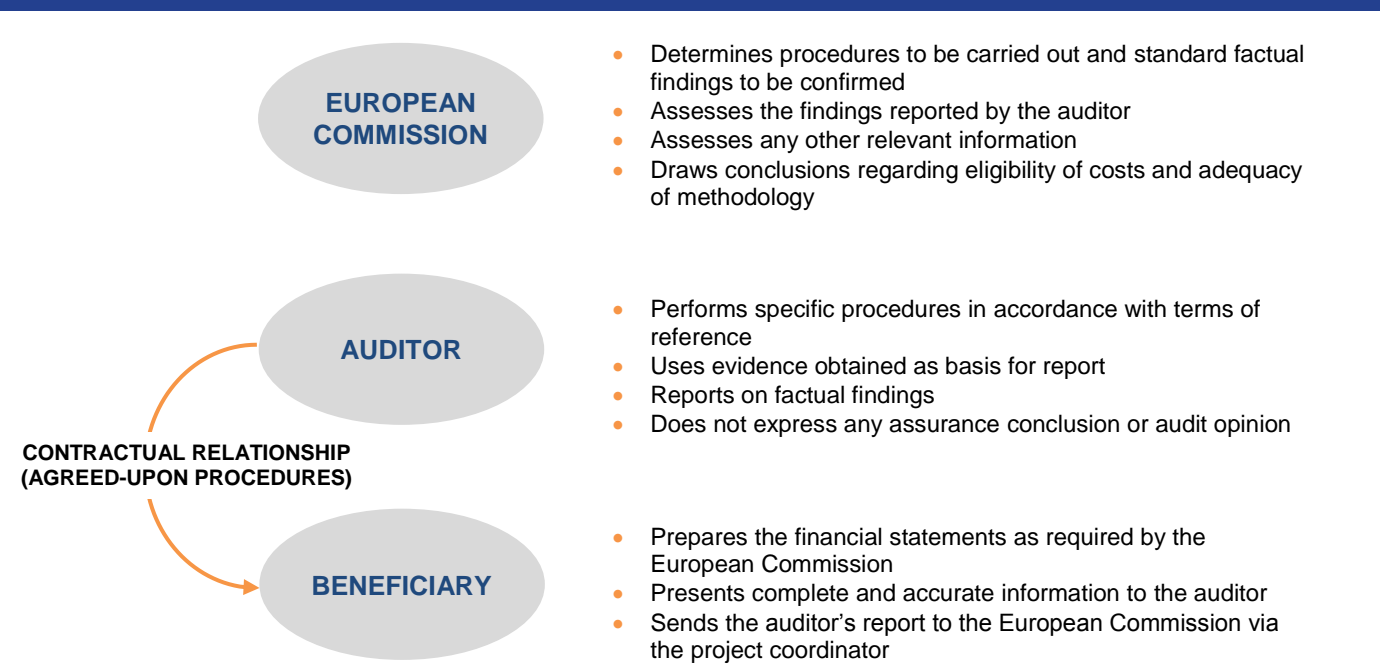 EUROPEAN
COMMISSION
• Determines procedures to be carried out and standard factual
findings to be confirmed
• Assesses the findings reported by the auditor
• Assesses any other relevant information
• Draws conclusions regarding eligibility of costs and adequacy
of methodology
AUDITOR
• Performs specific procedures in accordance with terms of
reference
• Uses evidence obtained as basis for report
• Reports on factual findings
• Does not express any assurance conclusion or audit opinion
CONTRACTUAL RELATIONSHIP
(AGREED-UPON PROCEDURES)
BENEFICIARY
• Prepares the financial statements as required by the
European Commission
• Presents complete and accurate information to the auditor
• Sends the auditor’s report to the European Commission via
the project coordinator